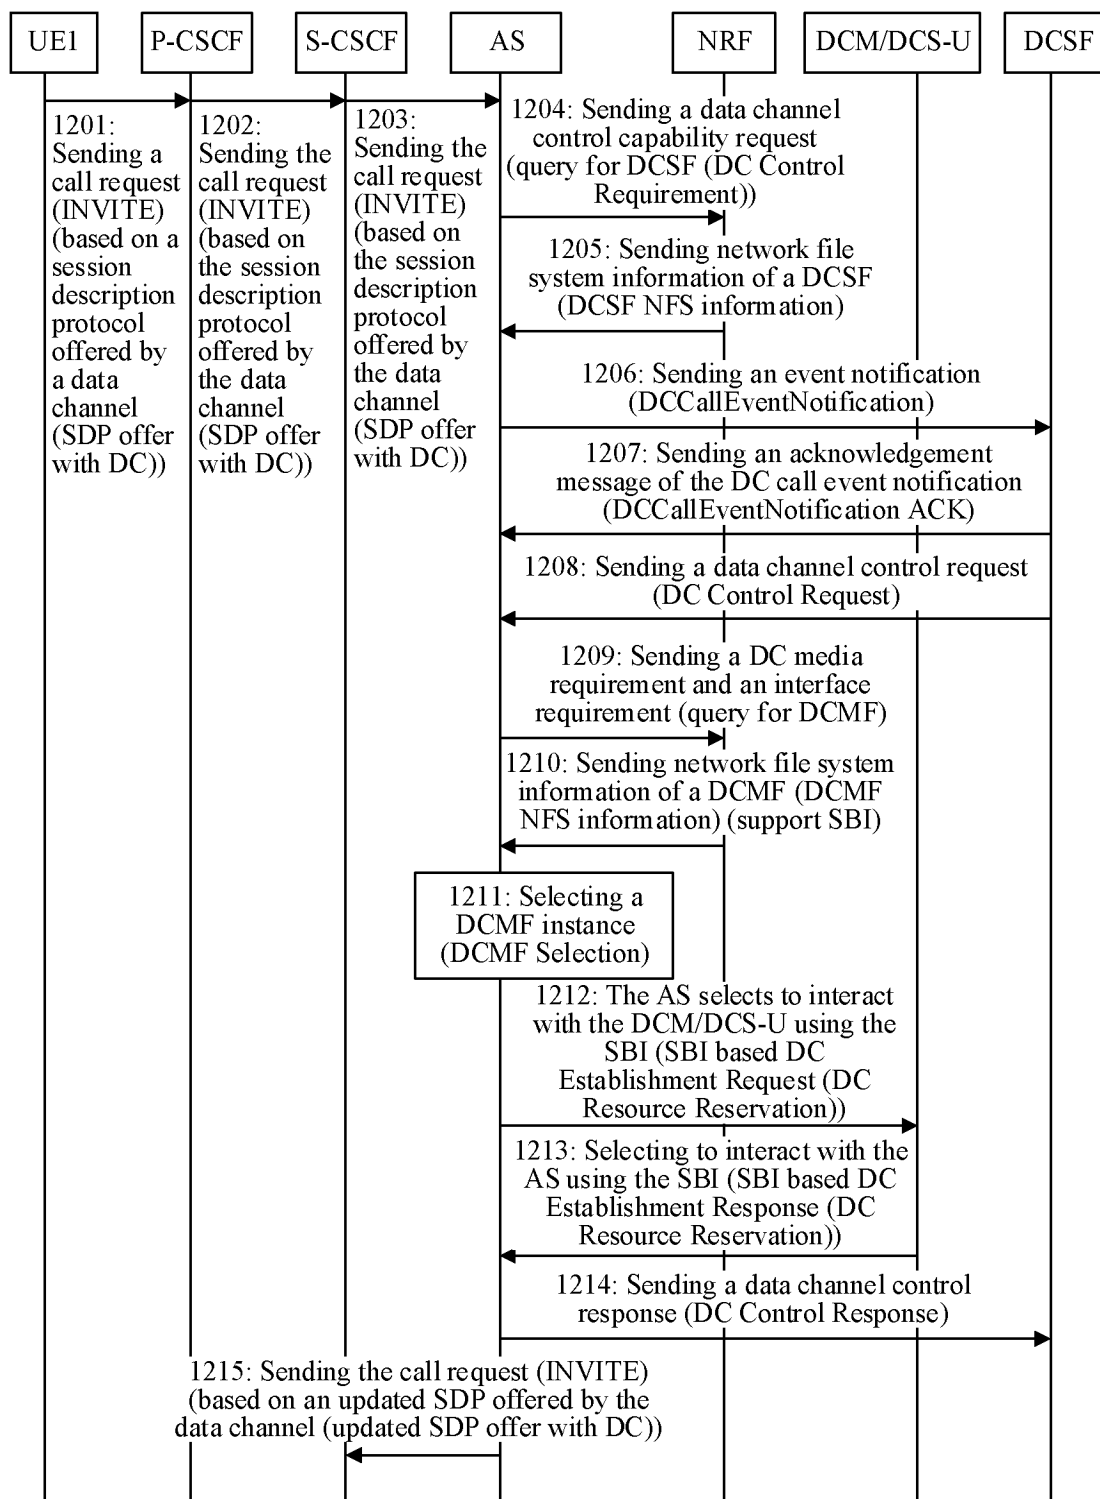 UE1
P-CSCF
S-CSCF
AS
NRF
DCM/DCS-U
DCSF
1201:
Sending a
call request
(INVITE)
(based on a
session
description
protocol
offered by
a data
channel
(SDP offer
with DC))
1202:
Sending the
call request
(INVITE)
(based on
the session
description
protocol
offered by
the data
channel
(SDP offer
with DC))
1203:
Sending the
call request
(INVITE)
(based on
the session
description
protocol
offered by
the data
channel
(SDP offer
with DC))
1204: Sending a data channel
control capability request
(query for DCSF (DC Control
Requirement))
1205: Sending network file
system information of a DCSF
(DCSF NFS information)
1206: Sending an event notification
(DCCallEventNotification)
1207: Sending an acknowledgement
message of the DC call event notification
(DCCallEventNotification ACK)
1208: Sending a data channel control request
(DC Control Request)
1209: Sending a DC media
requirement and an interface
requirement (query for DCMF)
1210: Sending network file system
information of a DCMF (DCMF
NFS information) (support SBI)
1211: Selecting a
DCMF instance
(DCMF Selection)
1212: The AS selects to interact
with the DCM/DCS-U using the
SBI (SBI based DC
Establishment Request (DC
Resource Reservation))
1213: Selecting to interact with the
AS using the SBI (SBI based DC
Establishment Response (DC
Resource Reservation))
1214: Sending a data channel control
response (DC Control Response)
1215: Sending the call request (INVITE)
(based on an updated SDP offered by the
data channel (updated SDP offer with DC))